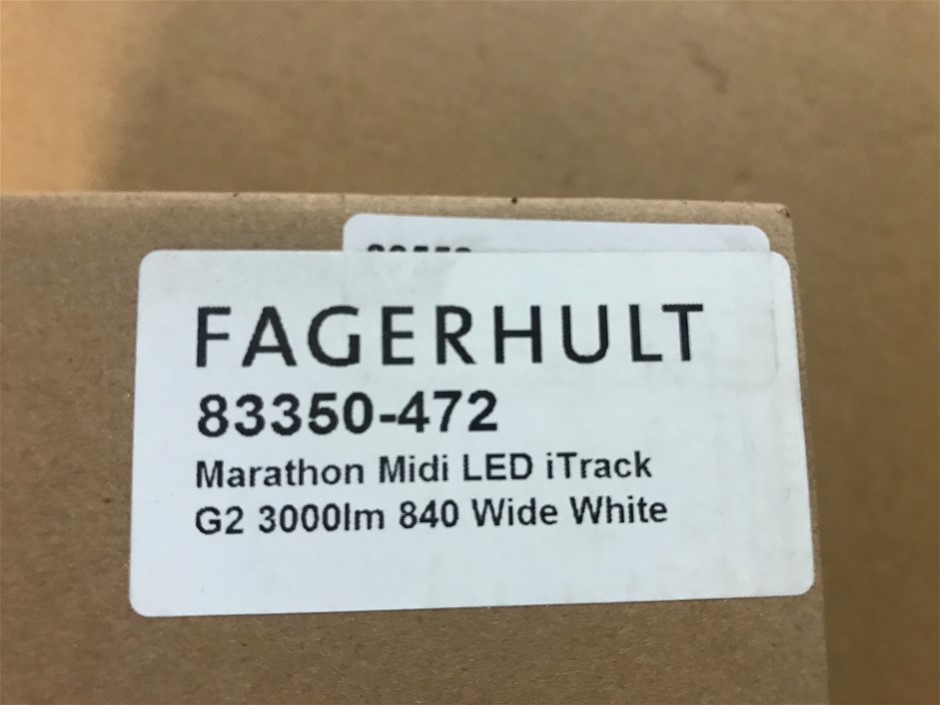 FAGERHULT
83350-472
Marathon Midi LED iTrack
G2 3000lm 840 Wide White